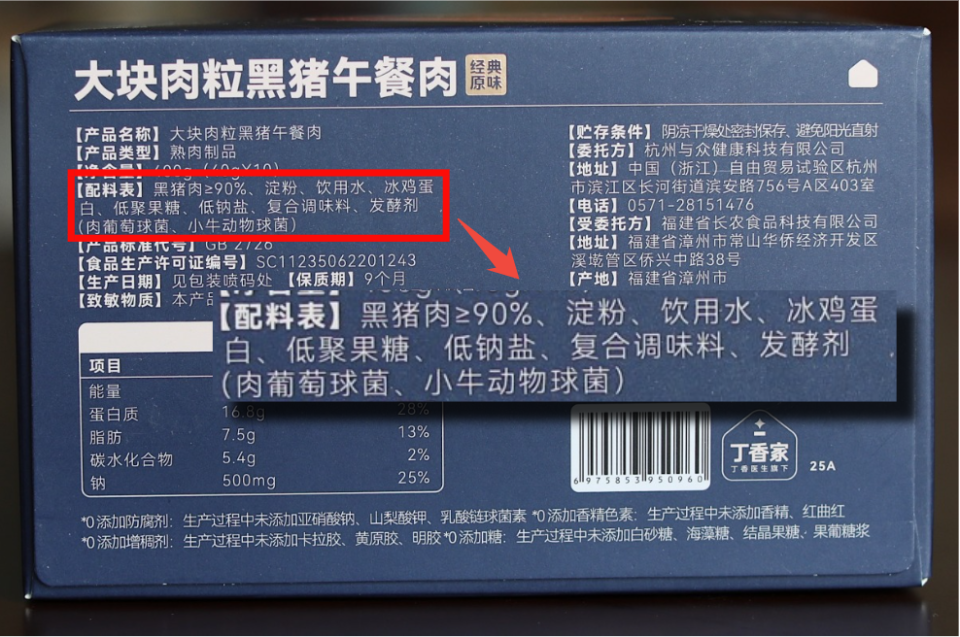 大块肉粒黑猪午餐肉 经典原味
【产品名称】大块肉粒黑猪午餐肉
【产品类型】熟肉制品
【配料表】黑猪肉≥90%、淀粉、饮用水、冰鸡蛋
白、低聚果糖、低钠盐、复合调味料、发酵剂
(肉葡萄球菌、小牛动物球菌)
【产品标准代号】GB 2726
【食品生产许可证编号】SC11235062201243
【生产日期】见包装喷码处 【保质期】9个月
【致敏物质】本产品
【贮存条件】阴凉干燥处密封保存、避免阳光直射
【委托方】杭州与众健康科技有限公司
【地址】中国（浙江）自由贸易试验区杭州
市滨江区长河街道滨安路756号A区403室
【电话】0571-28151476
【受委托方】福建省长农食品科技有限公司
【地址】福建省漳州市常山华侨经济开发区
溪墘管区侨兴中路38号
【产地】福建省漳州市
【配料表】黑猪肉≥90%、淀粉、饮用水、冰鸡蛋
白、低聚果糖、低钠盐、复合调味料、发酵剂
(肉葡萄球菌、小牛动物球菌)
项目
能量
蛋白质 16.8g 28%
脂肪 7.5g 13%
碳水化合物 5.4g 2%
钠 500mg 25%
6 975853 950960
丁香家
丁香医生旗下
25A
*0添加防腐剂：生产过程中未添加亚硝酸钠、山梨酸钾、乳酸链球菌素 *0添加香精色素：生产过程中未添加香精、红曲红
*0添加增稠剂：生产过程中未添加卡拉胶、黄原胶、明胶 *0添加糖：生产过程中未添加白砂糖、海藻糖、结晶果糖、果葡糖浆